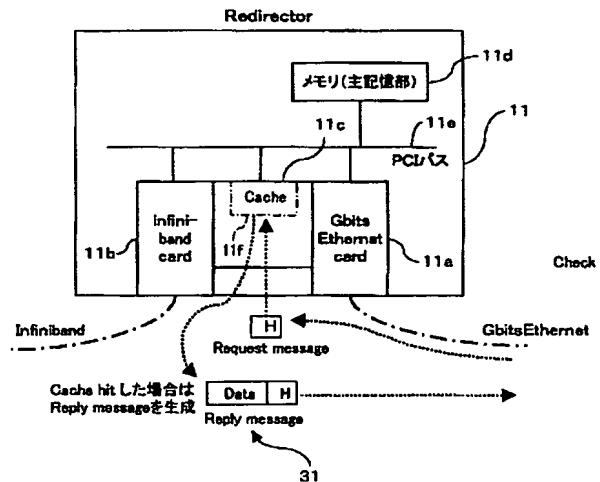 Redirector
11d
メモリ(主記憶部)
11c
11e
11
PCIバス
Cache
Infini-
band
card
11f
Gbits
Ethernet
card
11b
11a
Check
Infiniband
H
GbitsEthernet
Request message
Cache hit した場合は
Reply messageを生成
Data
H
Reply message
31